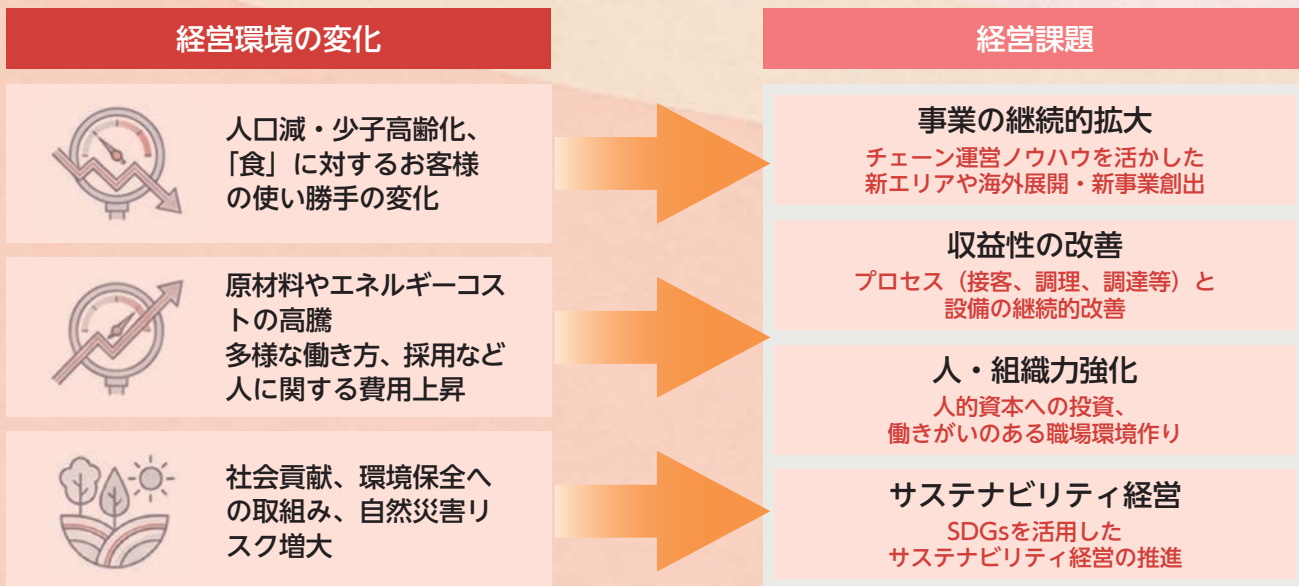 経営環境の変化
人口減・少子高齢化、
「食」に対するお客様
の使い勝手の変化
原材料やエネルギーコス
トの高騰
多様な働き方、採用など
人に関する費用上昇
社会貢献、環境保全へ
の取組み、自然災害リ
スク増大
経営課題
事業の継続的拡大
チェーン運営ノウハウを活かした
新エリアや海外展開・新事業創出
収益性の改善
プロセス（接客、調理、調達等）と
設備の継続的改善
人・組織力強化
人的資本への投資、
働きがいのある職場環境作り
サステナビリティ経営
SDGsを活用した
サステナビリティ経営の推進